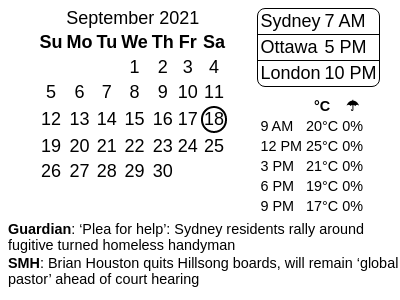 September 2021
Su Mo Tu We Th Fr Sa
1 2 3 4
5 6 7 8 9 10 11
12 13 14 15 16 17 18
19 20 21 22 23 24 25
26 27 28 29 30
Sydney 7 AM
Ottawa 5 PM
London 10 PM
°C ☂
9 AM 20°C 0%
12 PM 25°C 0%
3 PM 21°C 0%
6 PM 19°C 0%
9 PM 17°C 0%
Guardian: ‘Plea for help’: Sydney residents rally around
fugitive turned homeless handyman
SMH: Brian Houston quits Hillsong boards, will remain ‘global
pastor’ ahead of court hearing